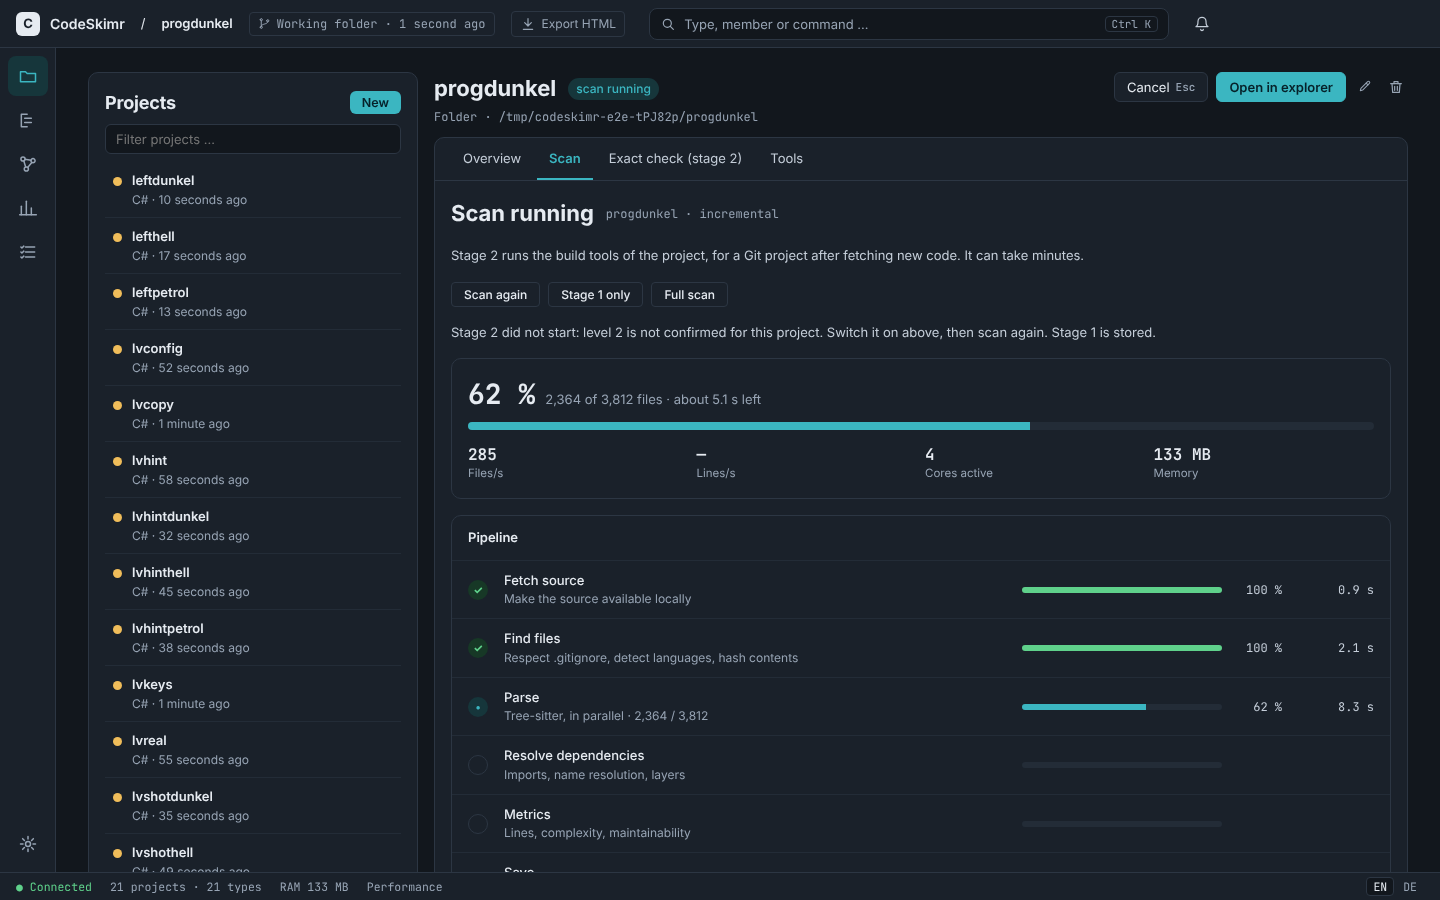 C CodeSkimr / progdunkel Working folder · 1 second ago Export HTML Type, member or command ... Ctrl K
Projects New
Filter projects ...
leftdunkel
C# · 10 seconds ago
lefthell
C# · 17 seconds ago
leftpetrol
C# · 13 seconds ago
lvconfig
C# · 52 seconds ago
lvcopy
C# · 1 minute ago
lvhint
C# · 58 seconds ago
lvhintdunkel
C# · 32 seconds ago
lvhinthell
C# · 45 seconds ago
lvhintpetrol
C# · 38 seconds ago
lvkeys
C# · 1 minute ago
lvreal
C# · 55 seconds ago
lvshotdunkel
C# · 35 seconds ago
lvshothell
C# · 49 seconds ago
progdunkel scan running Cancel Esc Open in explorer
Folder · /tmp/codeskimr-e2e-tPJ82p/progdunkel
Overview Scan Exact check (stage 2) Tools
Scan running progdunkel · incremental
Stage 2 runs the build tools of the project, for a Git project after fetching new code. It can take minutes.
Scan again Stage 1 only Full scan
Stage 2 did not start: level 2 is not confirmed for this project. Switch it on above, then scan again. Stage 1 is stored.
62 % 2,364 of 3,812 files · about 5.1 s left
285 – 4 133 MB
Files/s Lines/s Cores active Memory
Pipeline
Fetch source
Make the source available locally
100 % 0.9 s
Find files
Respect .gitignore, detect languages, hash contents
100 % 2.1 s
Parse
Tree-sitter, in parallel · 2,364 / 3,812
62 % 8.3 s
Resolve dependencies
Imports, name resolution, layers
Metrics
Lines, complexity, maintainability
Save
Connected 21 projects · 21 types RAM 133 MB Performance EN DE